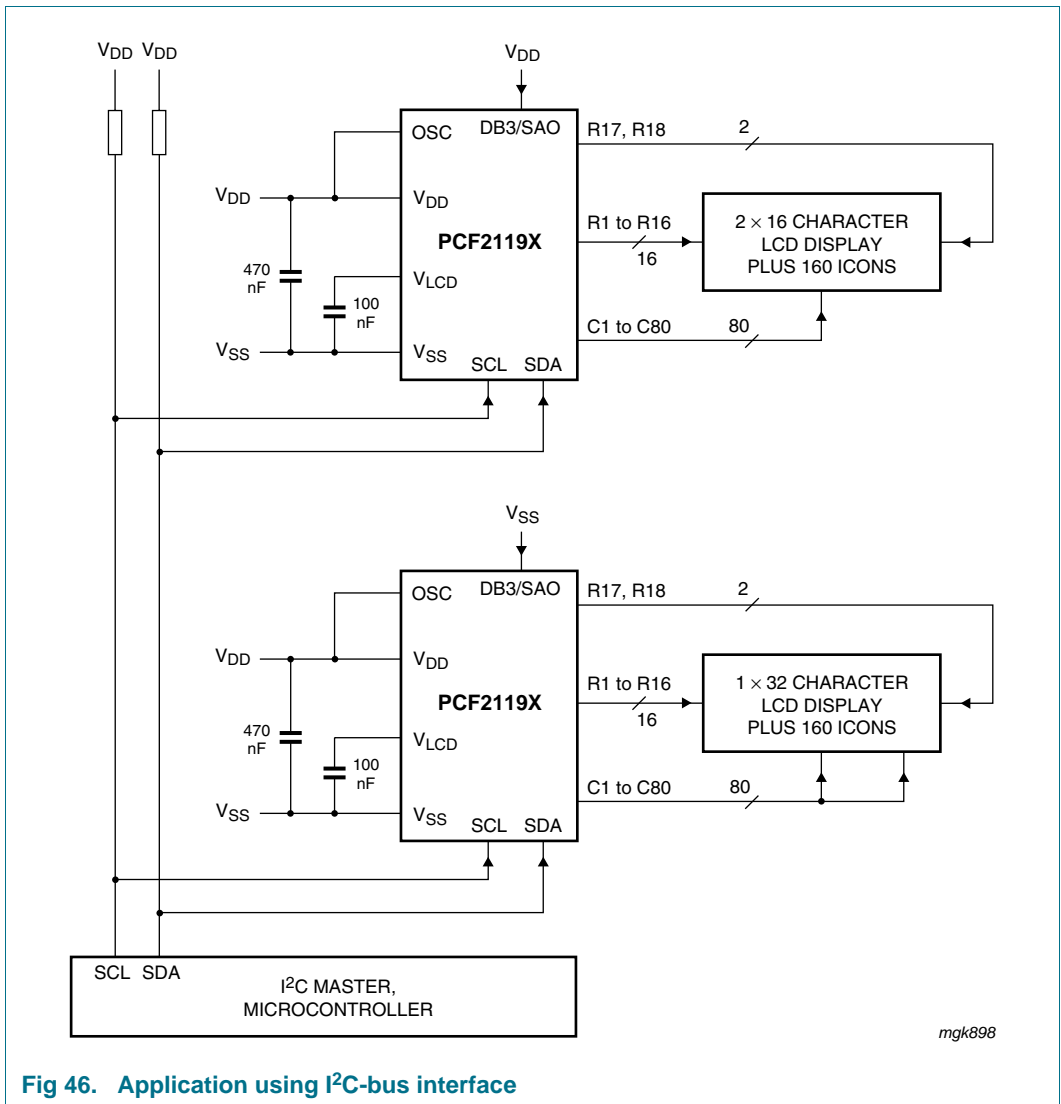 VDD VDD
VDD
OSC DB3/SAO R17, R18 2
VDD VDD
PCF2119X
R1 to R16
16
2 × 16 CHARACTER
LCD DISPLAY
PLUS 160 ICONS
470
nF
VLCD
100
nF
C1 to C80 80
VSS VSS
SCL SDA
VSS
OSC DB3/SAO R17, R18 2
VDD VDD
PCF2119X
R1 to R16
16
1 × 32 CHARACTER
LCD DISPLAY
PLUS 160 ICONS
470
nF
VLCD
100
nF
C1 to C80 80
VSS VSS
SCL SDA
SCL SDA
I2C MASTER,
MICROCONTROLLER
mgk898
Fig 46. Application using I2C-bus interface